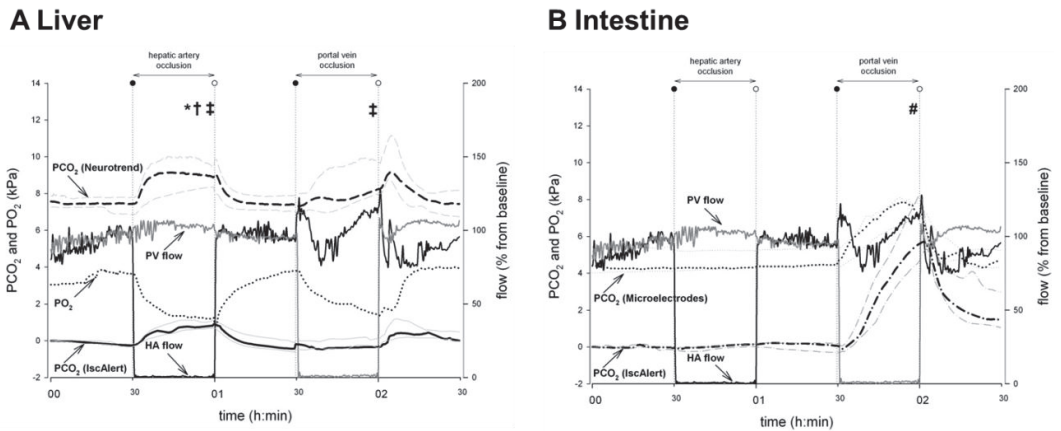 A Liver
B Intestine
hepatic artery
occlusion
portal vein
occlusion
14
12
10
8
6
4
2
0
-2
200
150
100
50
0
PCO2 and PO2 (kPa)
flow (% from baseline)
*† ‡
‡
PCO2 (Neurotrend)
PV flow
PO2
HA flow
PCO2 (IscAlert)
00
30
01
30
02
30
time (h:min)
hepatic artery
occlusion
portal vein
occlusion
14
12
10
8
6
4
2
0
-2
200
150
100
50
0
PCO2 and PO2 (kPa)
flow (% from baseline)
#
PV flow
PCO2 (Microelectrodes)
PCO2 (IscAlert)
HA flow
00
30
01
30
02
30
time (h:min)